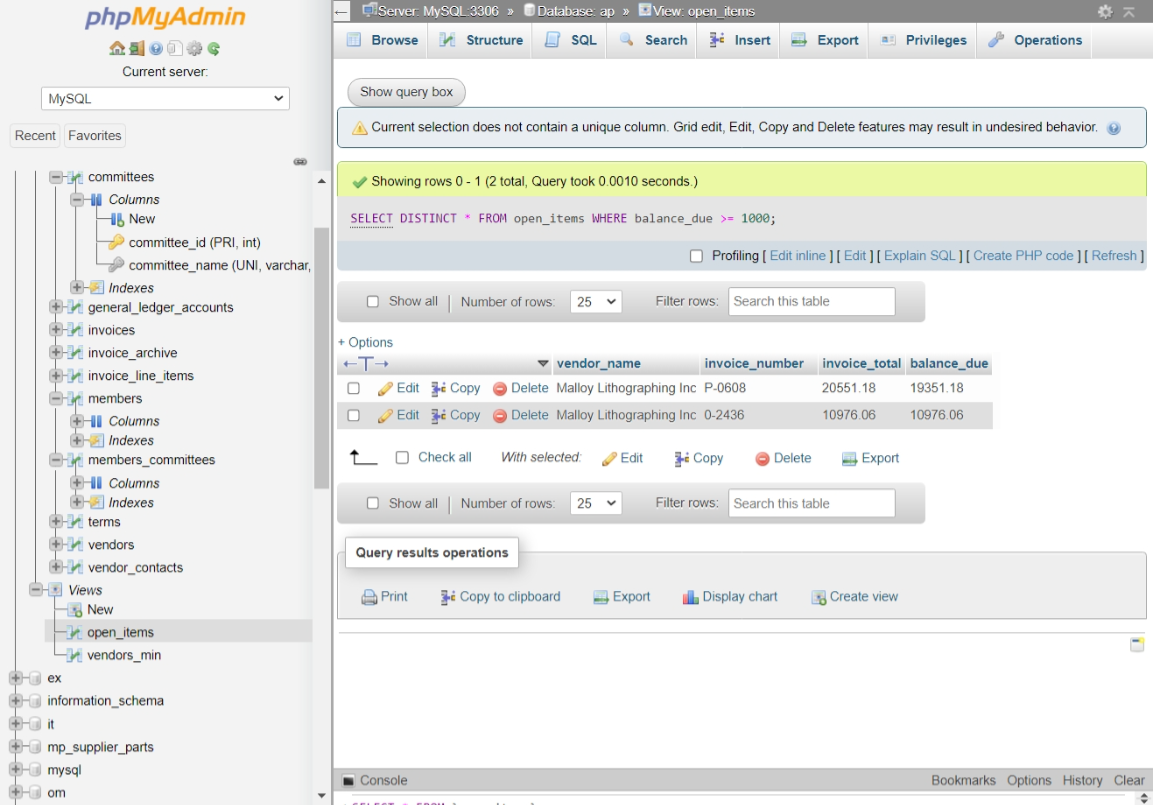 phpMyAdmin
Current server:
MySQL
Recent Favorites
committees
Columns
New
committee_id (PRI, int)
committee_name (UNI, varchar,
Indexes
general_ledger_accounts
invoices
invoice_archive
invoice_line_items
members
Columns
Indexes
members_committees
Columns
Indexes
terms
vendors
vendor_contacts
Views
New
open_items
vendors_min
ex
information_schema
it
mp_supplier_parts
mysql
om
Server: MySQL:3306 » Database: ap » View: open_items
Browse Structure SQL Search Insert Export Privileges Operations
Show query box
Current selection does not contain a unique column. Grid edit, Edit, Copy and Delete features may result in undesired behavior.
Showing rows 0 - 1 (2 total, Query took 0.0010 seconds.)
SELECT DISTINCT * FROM open_items WHERE balance_due >= 1000;
Profiling [ Edit inline ] [ Edit ] [ Explain SQL ] [ Create PHP code ] [ Refresh ]
Show all | Number of rows: 25 Filter rows: Search this table
+ Options
←T→ vendor_name invoice_number invoice_total balance_due
Edit Copy Delete Malloy Lithographing Inc P-0608 20551.18 19351.18
Edit Copy Delete Malloy Lithographing Inc 0-2436 10976.06 10976.06
Check all With selected: Edit Copy Delete Export
Show all | Number of rows: 25 Filter rows: Search this table
Query results operations
Print Copy to clipboard Export Display chart Create view
Console Bookmarks Options History Clear